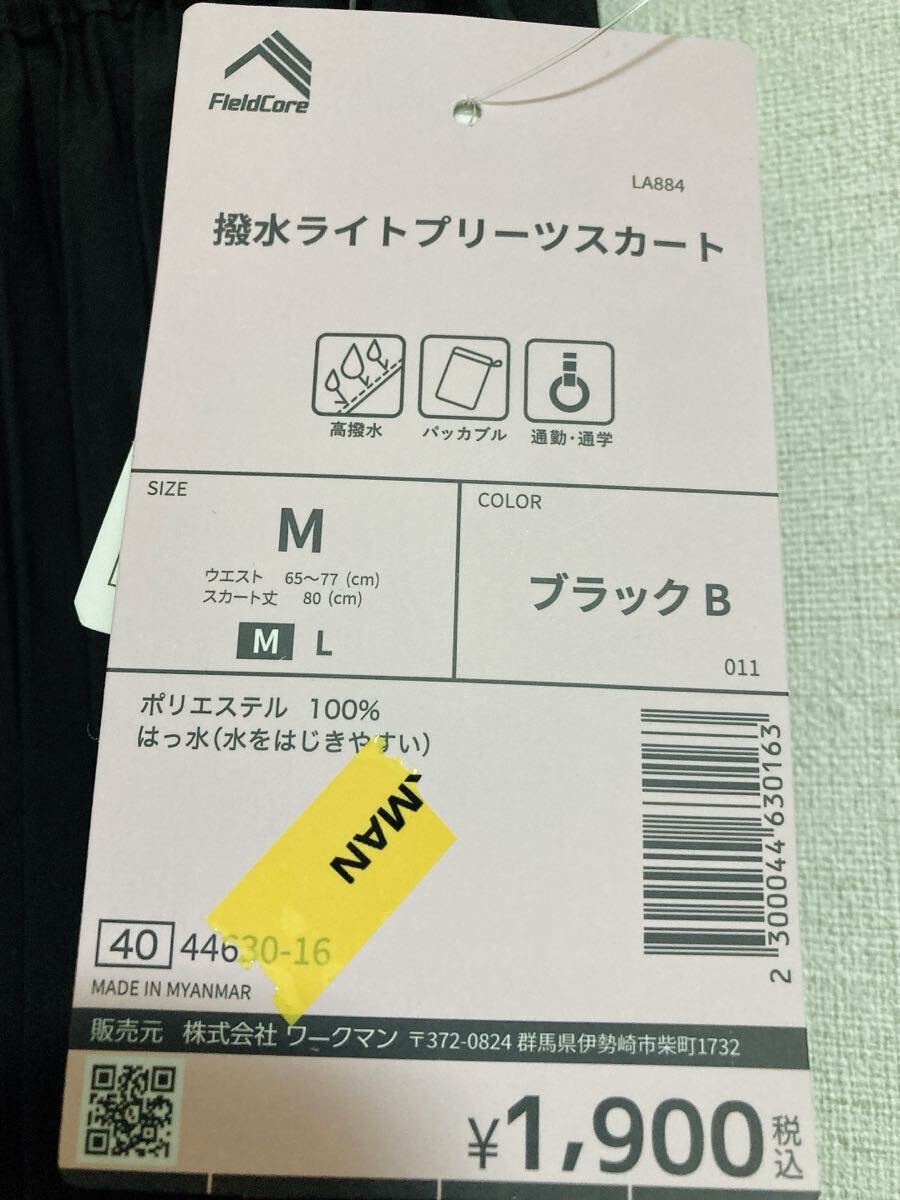 FieldCore
LA884
撥水ライトプリーツスカート
高撥水 パッカブル 通勤・通学
SIZE
M
ウエスト 65～77 (cm)
スカート丈 80 (cm)
M L
COLOR
ブラック B
011
ポリエステル 100%
はっ水(水をはじきやすい)
MAN
40 44630-16
MADE IN MYANMAR
2 300044 630163
販売元 株式会社 ワークマン 〒372-0824 群馬県伊勢崎市柴町1732
¥1,900 税込